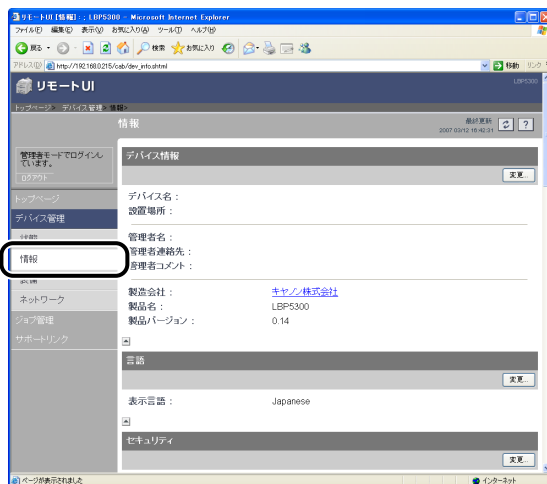 リモートUI [情報] : ; LBP5300 - Microsoft Internet Explorer
ファイル(F) 編集(E) 表示(V) お気に入り(A) ツール(T) ヘルプ(H)
戻る 検索 お気に入り
アドレス(D) http://192.168.0.215/cab/dev_info.shtml 移動 リンク
リモートUI LBP5300
トップページ> デバイス管理> 情報>
情報 最終更新 2007 03/12 16:42:31 ?
管理者モードでログインしています。
ログアウト
トップページ
デバイス管理
状態
情報
ネットワーク
ジョブ管理
サポートリンク
デバイス情報
変更...
デバイス名 :
設置場所 :
管理者名 :
管理者連絡先 :
管理者コメント :
製造会社 : キヤノン株式会社
製品名 : LBP5300
製品バージョン : 0.14
言語
変更...
表示言語 : Japanese
セキュリティ
変更...
ページが表示されました インターネット